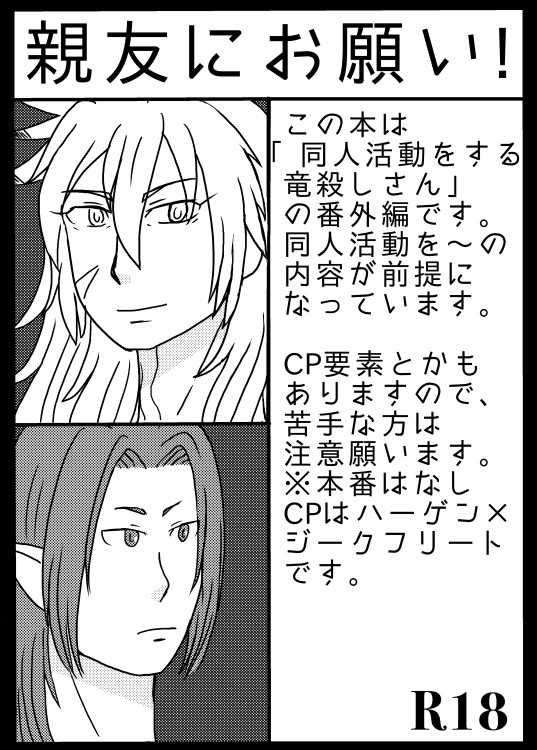 親友にお願い!
この本は
「 同人活動をする
竜殺しさん」
の番外編です。
同人活動を～の
内容が前提に
なっています。
CP要素とかも
ありますので、
苦手な方は
注意願います。
※本番はなし
CPはハーゲン×
ジークフリート
です。
R18